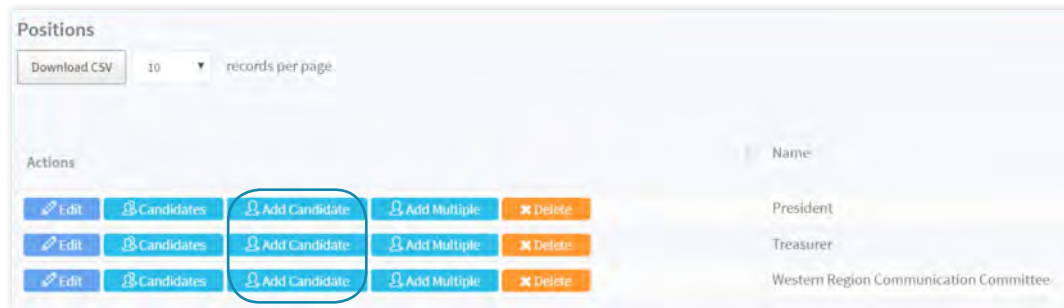 Positions
Download CSV 10 records per page
Actions Name
Edit Candidates Add Candidate Add Multiple Delete President
Edit Candidates Add Candidate Add Multiple Delete Treasurer
Edit Candidates Add Candidate Add Multiple Delete Western Region Communication Committee